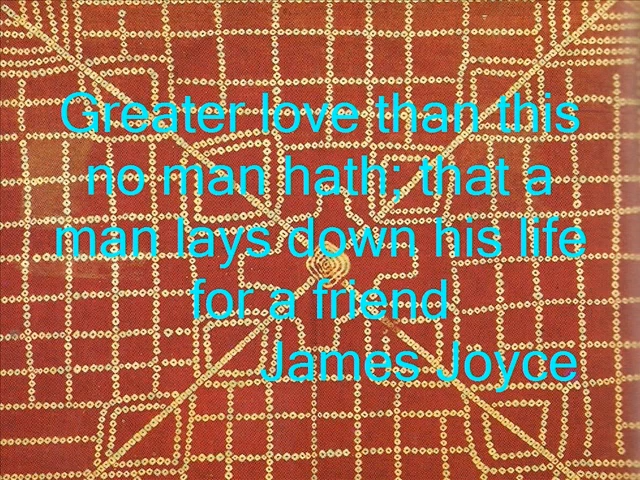 Greater love than this
no man hath; that a
man lays down his life
for a friend
James Joyce